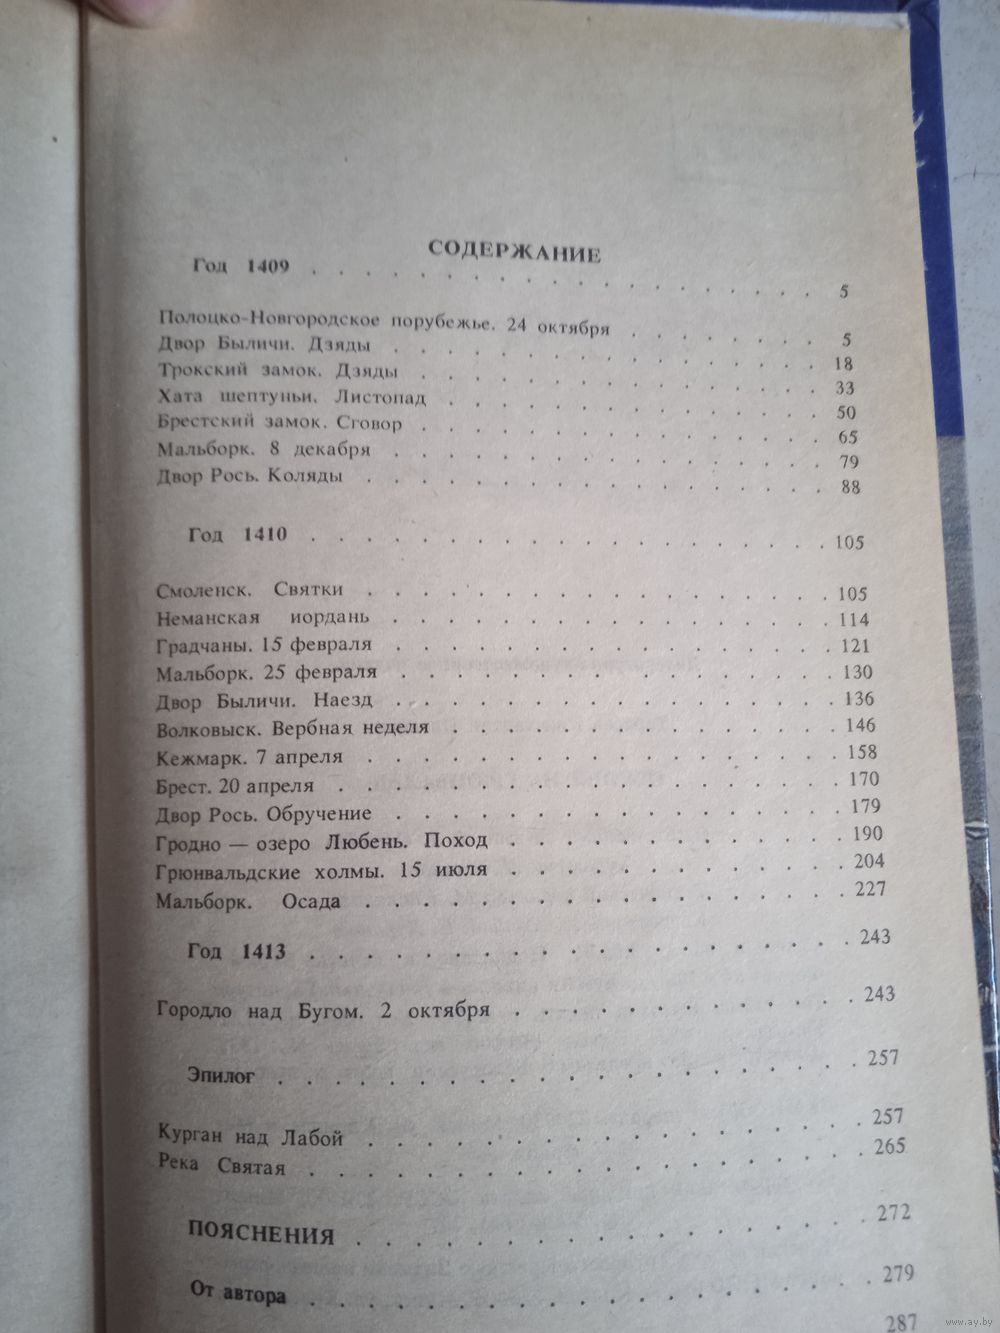 СОДЕРЖАНИЕ
Год 1409 . . . . . . . . . . . . . . . . . . 5
Полоцко-Новгородское порубежье. 24 октября . . . . . . . 5
Двор Быличи. Дзяды . . . . . . . . . . . . . . . . 18
Трокский замок. Дзяды . . . . . . . . . . . . . . . 33
Хата шептуньи. Листопад . . . . . . . . . . . . . . 50
Брестский замок. Сговор . . . . . . . . . . . . . . . 65
Мальборк. 8 декабря . . . . . . . . . . . . . . . . 79
Двор Рось. Коляды . . . . . . . . . . . . . . . . . 88
Год 1410 . . . . . . . . . . . . . . . . . . . 105
Смоленск. Святки . . . . . . . . . . . . . . . . . 105
Неманская иордань . . . . . . . . . . . . . . . . 114
Градчаны. 15 февраля . . . . . . . . . . . . . . . . 121
Мальборк. 25 февраля . . . . . . . . . . . . . . . . 130
Двор Быличи. Наезд . . . . . . . . . . . . . . . . 136
Волковыск. Вербная неделя . . . . . . . . . . . . . . 146
Кежмарк. 7 апреля . . . . . . . . . . . . . . . . . 158
Брест. 20 апреля . . . . . . . . . . . . . . . . . . 170
Двор Рось. Обручение . . . . . . . . . . . . . . . . 179
Гродно — озеро Любень. Поход . . . . . . . . . . . . 190
Грюнвальдские холмы. 15 июля . . . . . . . . . . . . 204
Мальборк. Осада . . . . . . . . . . . . . . . . . 227
Год 1413 . . . . . . . . . . . . . . . . . . . 243
Городло над Бугом. 2 октября . . . . . . . . . . . . 243
Эпилог . . . . . . . . . . . . . . . . . . . . 257
Курган над Лабой . . . . . . . . . . . . . . . . . 257
Река Святая . . . . . . . . . . . . . . . . . . . 265
ПОЯСНЕНИЯ . . . . . . . . . . . . . . . . . 272
От автора . . . . . . . . . . . . . . . . . . . 279
287
www.ay.by